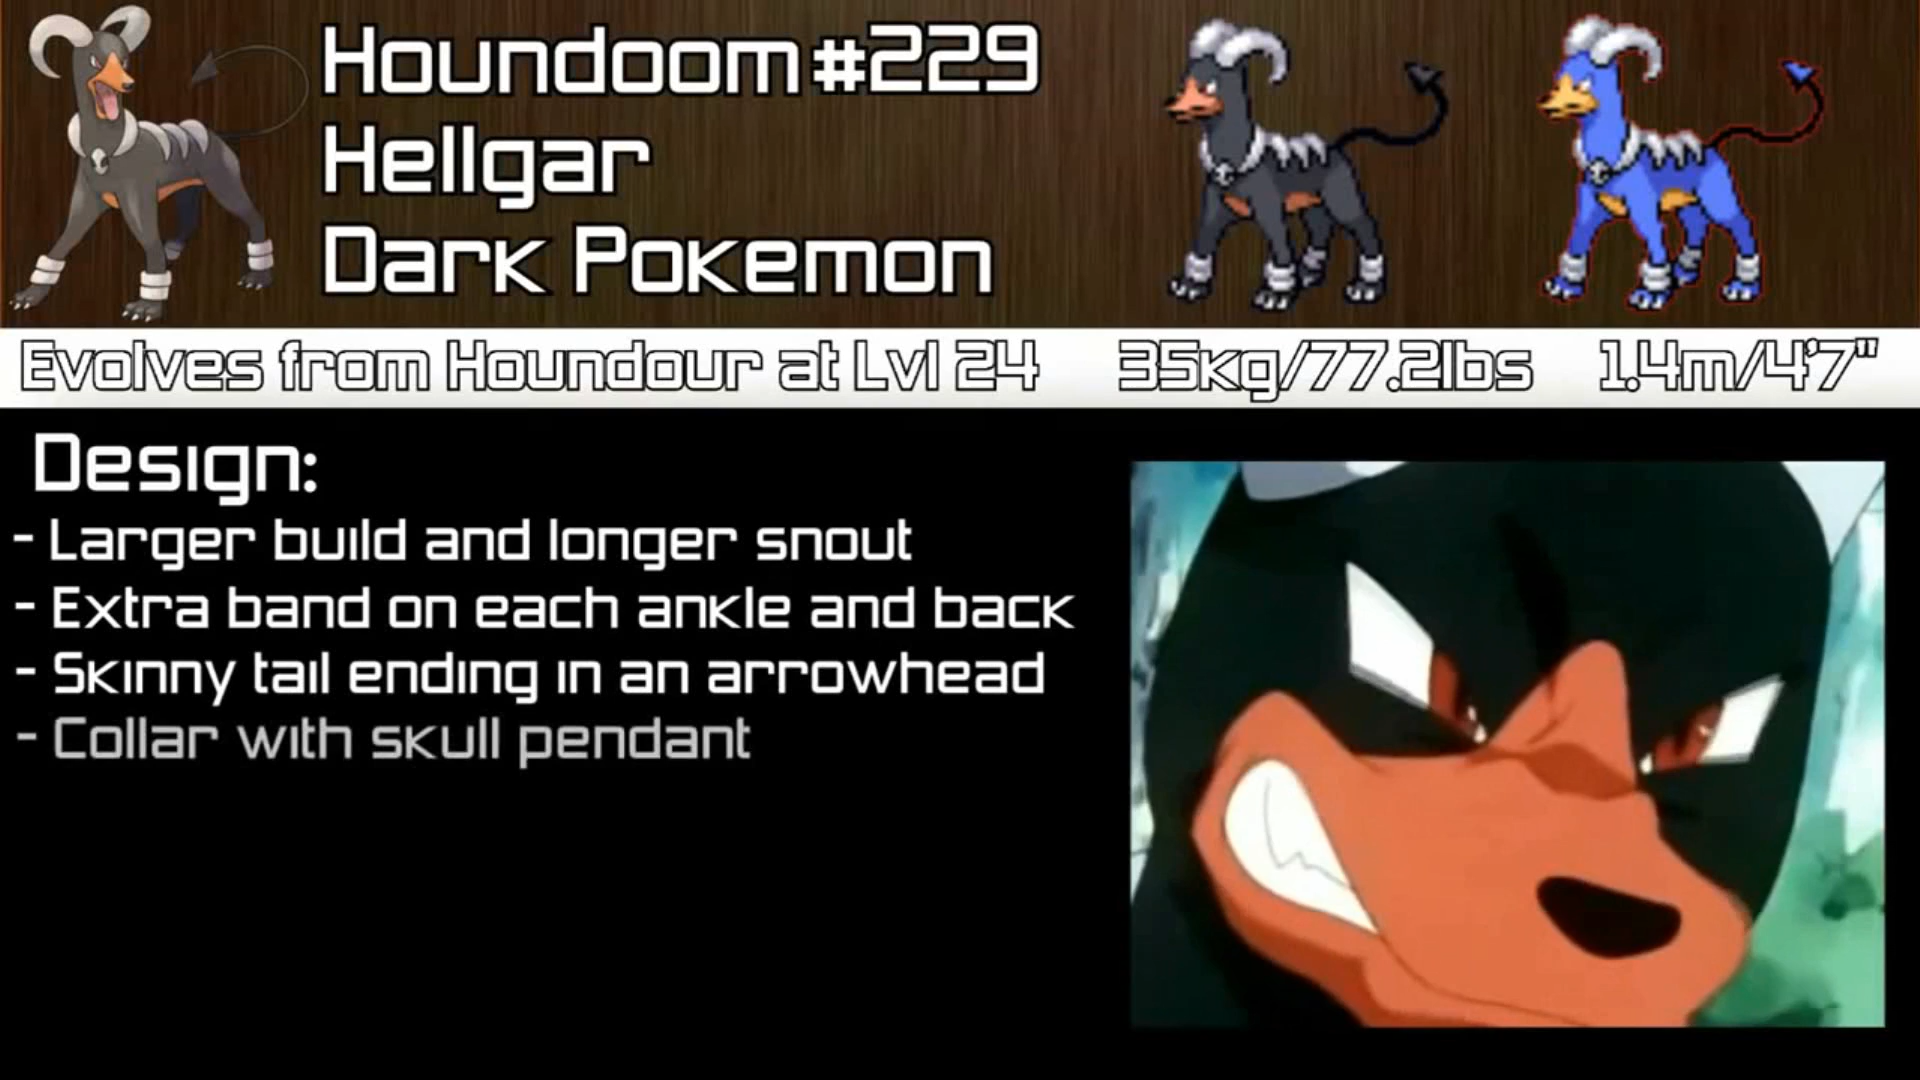 Houndoom #229
Hellgar
Dark Pokemon
Evolves from Houndour at Lvl 24 35kg/77.2lbs 1.4m/4'7"
Design:
- Larger build and longer snout
- Extra band on each ankle and back
- Skinny tail ending in an arrowhead
- Collar with skull pendant